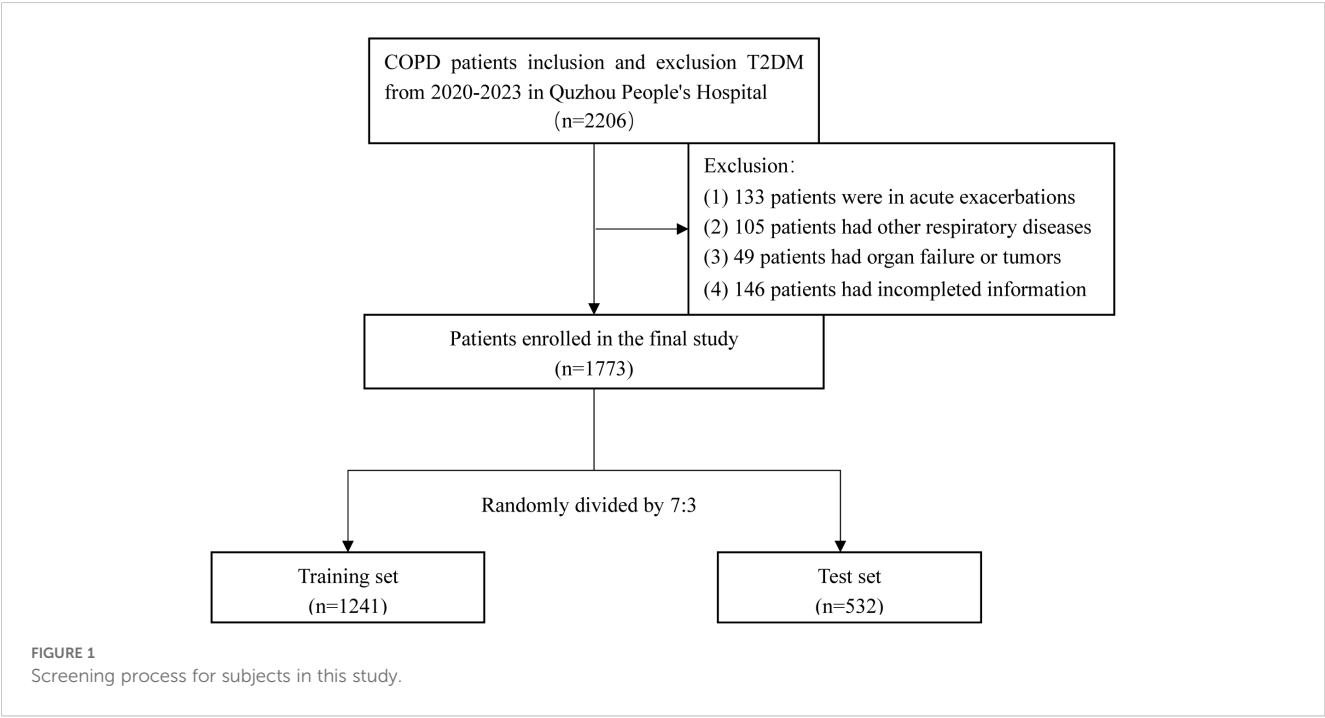 COPD patients inclusion and exclusion T2DM
from 2020-2023 in Quzhou People's Hospital
(n=2206)
Exclusion:
(1) 133 patients were in acute exacerbations
(2) 105 patients had other respiratory diseases
(3) 49 patients had organ failure or tumors
(4) 146 patients had incompleted information
Patients enrolled in the final study
(n=1773)
Randomly divided by 7:3
Training set
(n=1241)
Test set
(n=532)
FIGURE 1
Screening process for subjects in this study.